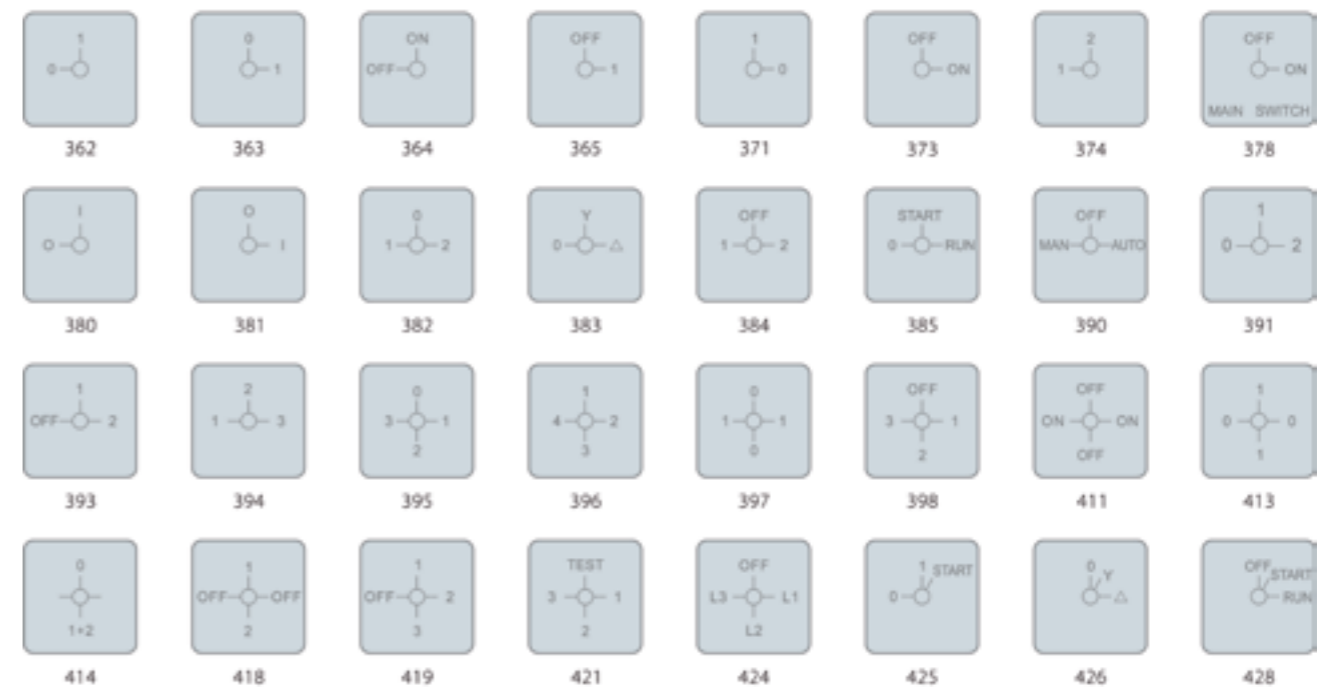 1 0 ON OFF 1 OFF 2 OFF
0 1 OFF 1 0 ON 1 ON
MAIN SWITCH
362 363 364 365 371 373 374 378
I O 0 Y OFF START OFF 1
O I 1 2 0 △ 1 2 0 RUN MAN AUTO 0 2
380 381 382 383 384 385 390 391
1 2 0 1 0 OFF OFF 1
OFF 2 1 3 3 1 4 2 1 1 3 1 ON ON 0 0
2 3 0 2 OFF 1
393 394 395 396 397 398 411 413
0 1 1 TEST OFF 1 START 0 Y OFF START
OFF OFF OFF 2 3 1 L3 L1 0 △ RUN
1+2 2 3 2 L2
414 418 419 421 424 425 426 428